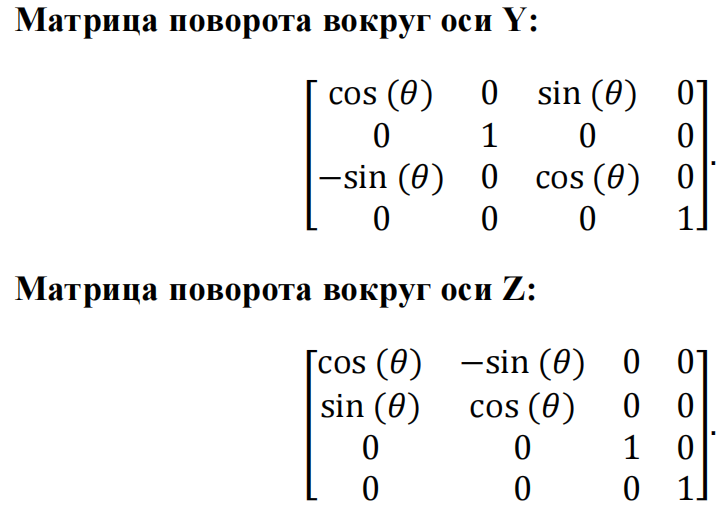 Матрица поворота вокруг оси Y:
[cos (θ) 0 sin (θ) 0]
[0 1 0 0]
[−sin (θ) 0 cos (θ) 0]
[0 0 0 1].
Матрица поворота вокруг оси Z:
[cos (θ) −sin (θ) 0 0]
[sin (θ) cos (θ) 0 0]
[0 0 1 0]
[0 0 0 1].